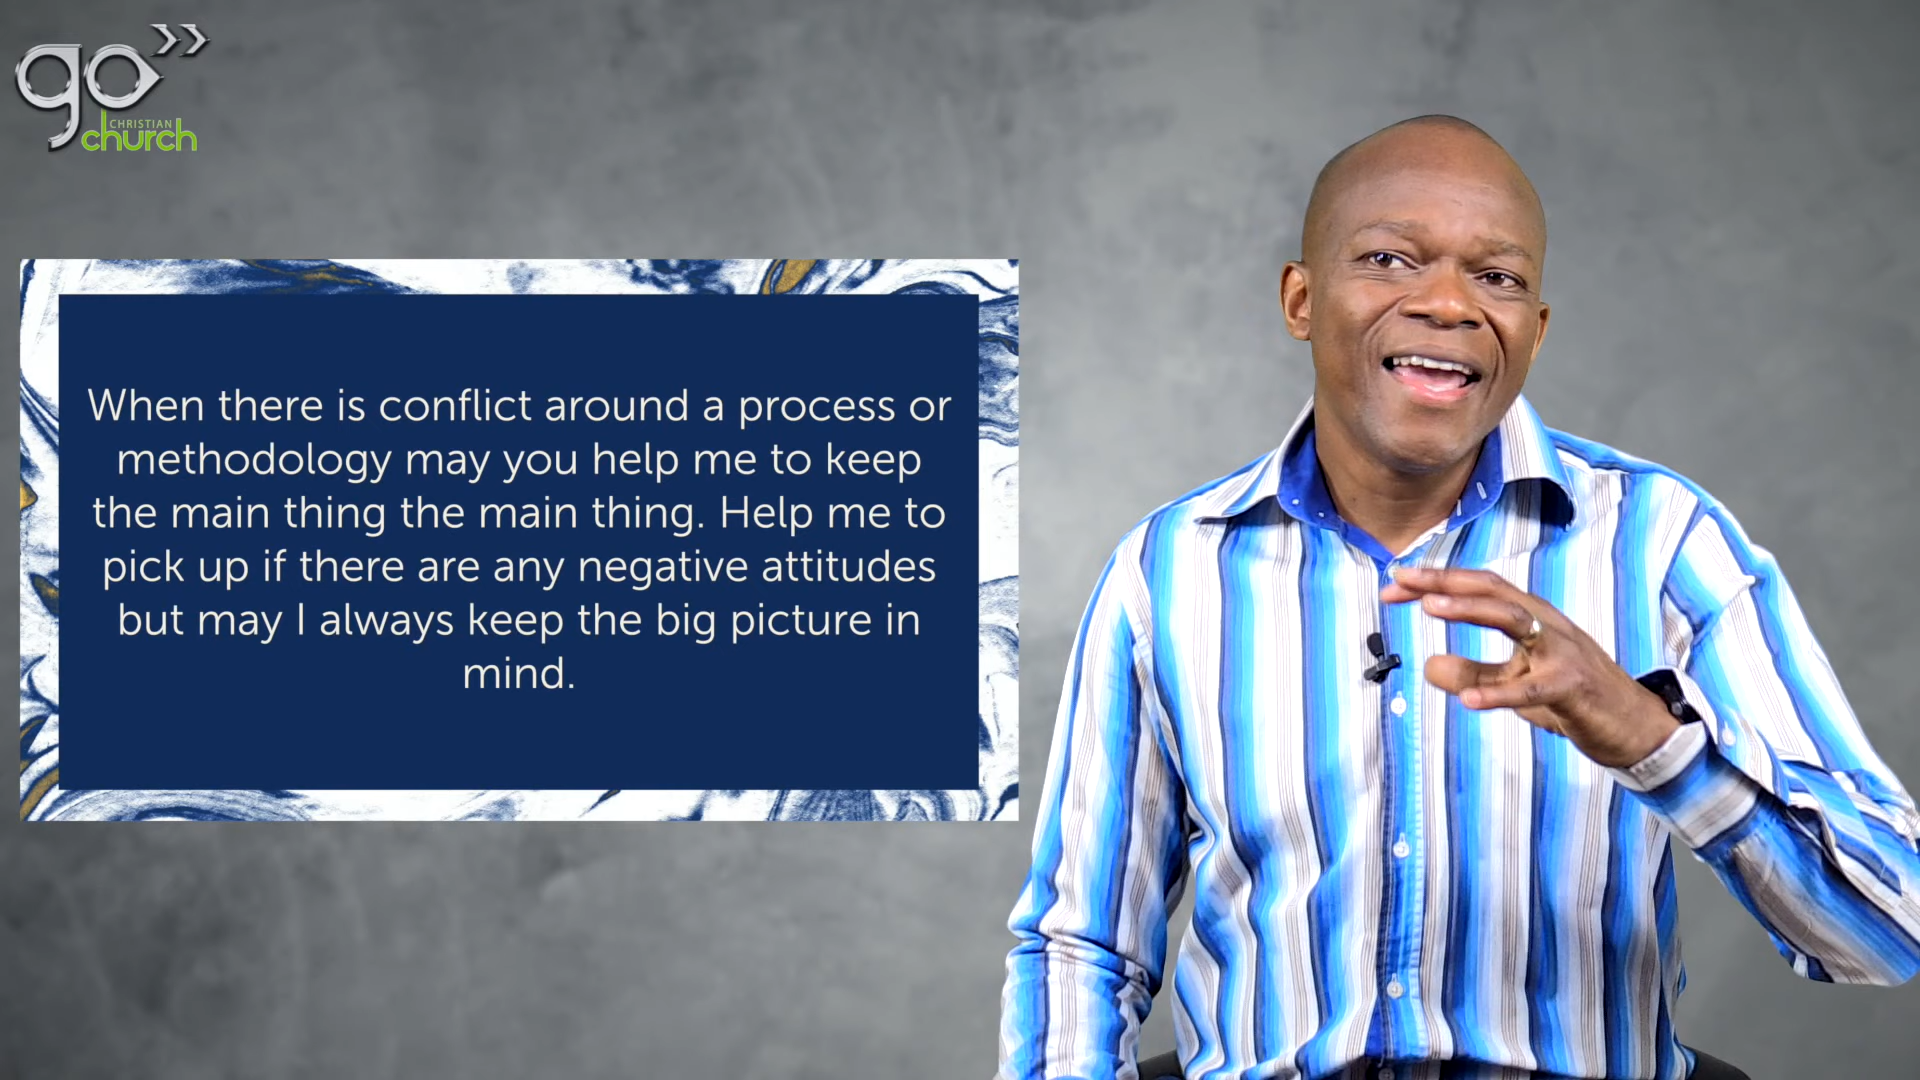 go
CHRISTIAN
church
When there is conflict around a process or
methodology may you help me to keep
the main thing the main thing. Help me to
pick up if there are any negative attitudes
but may I always keep the big picture in
mind.